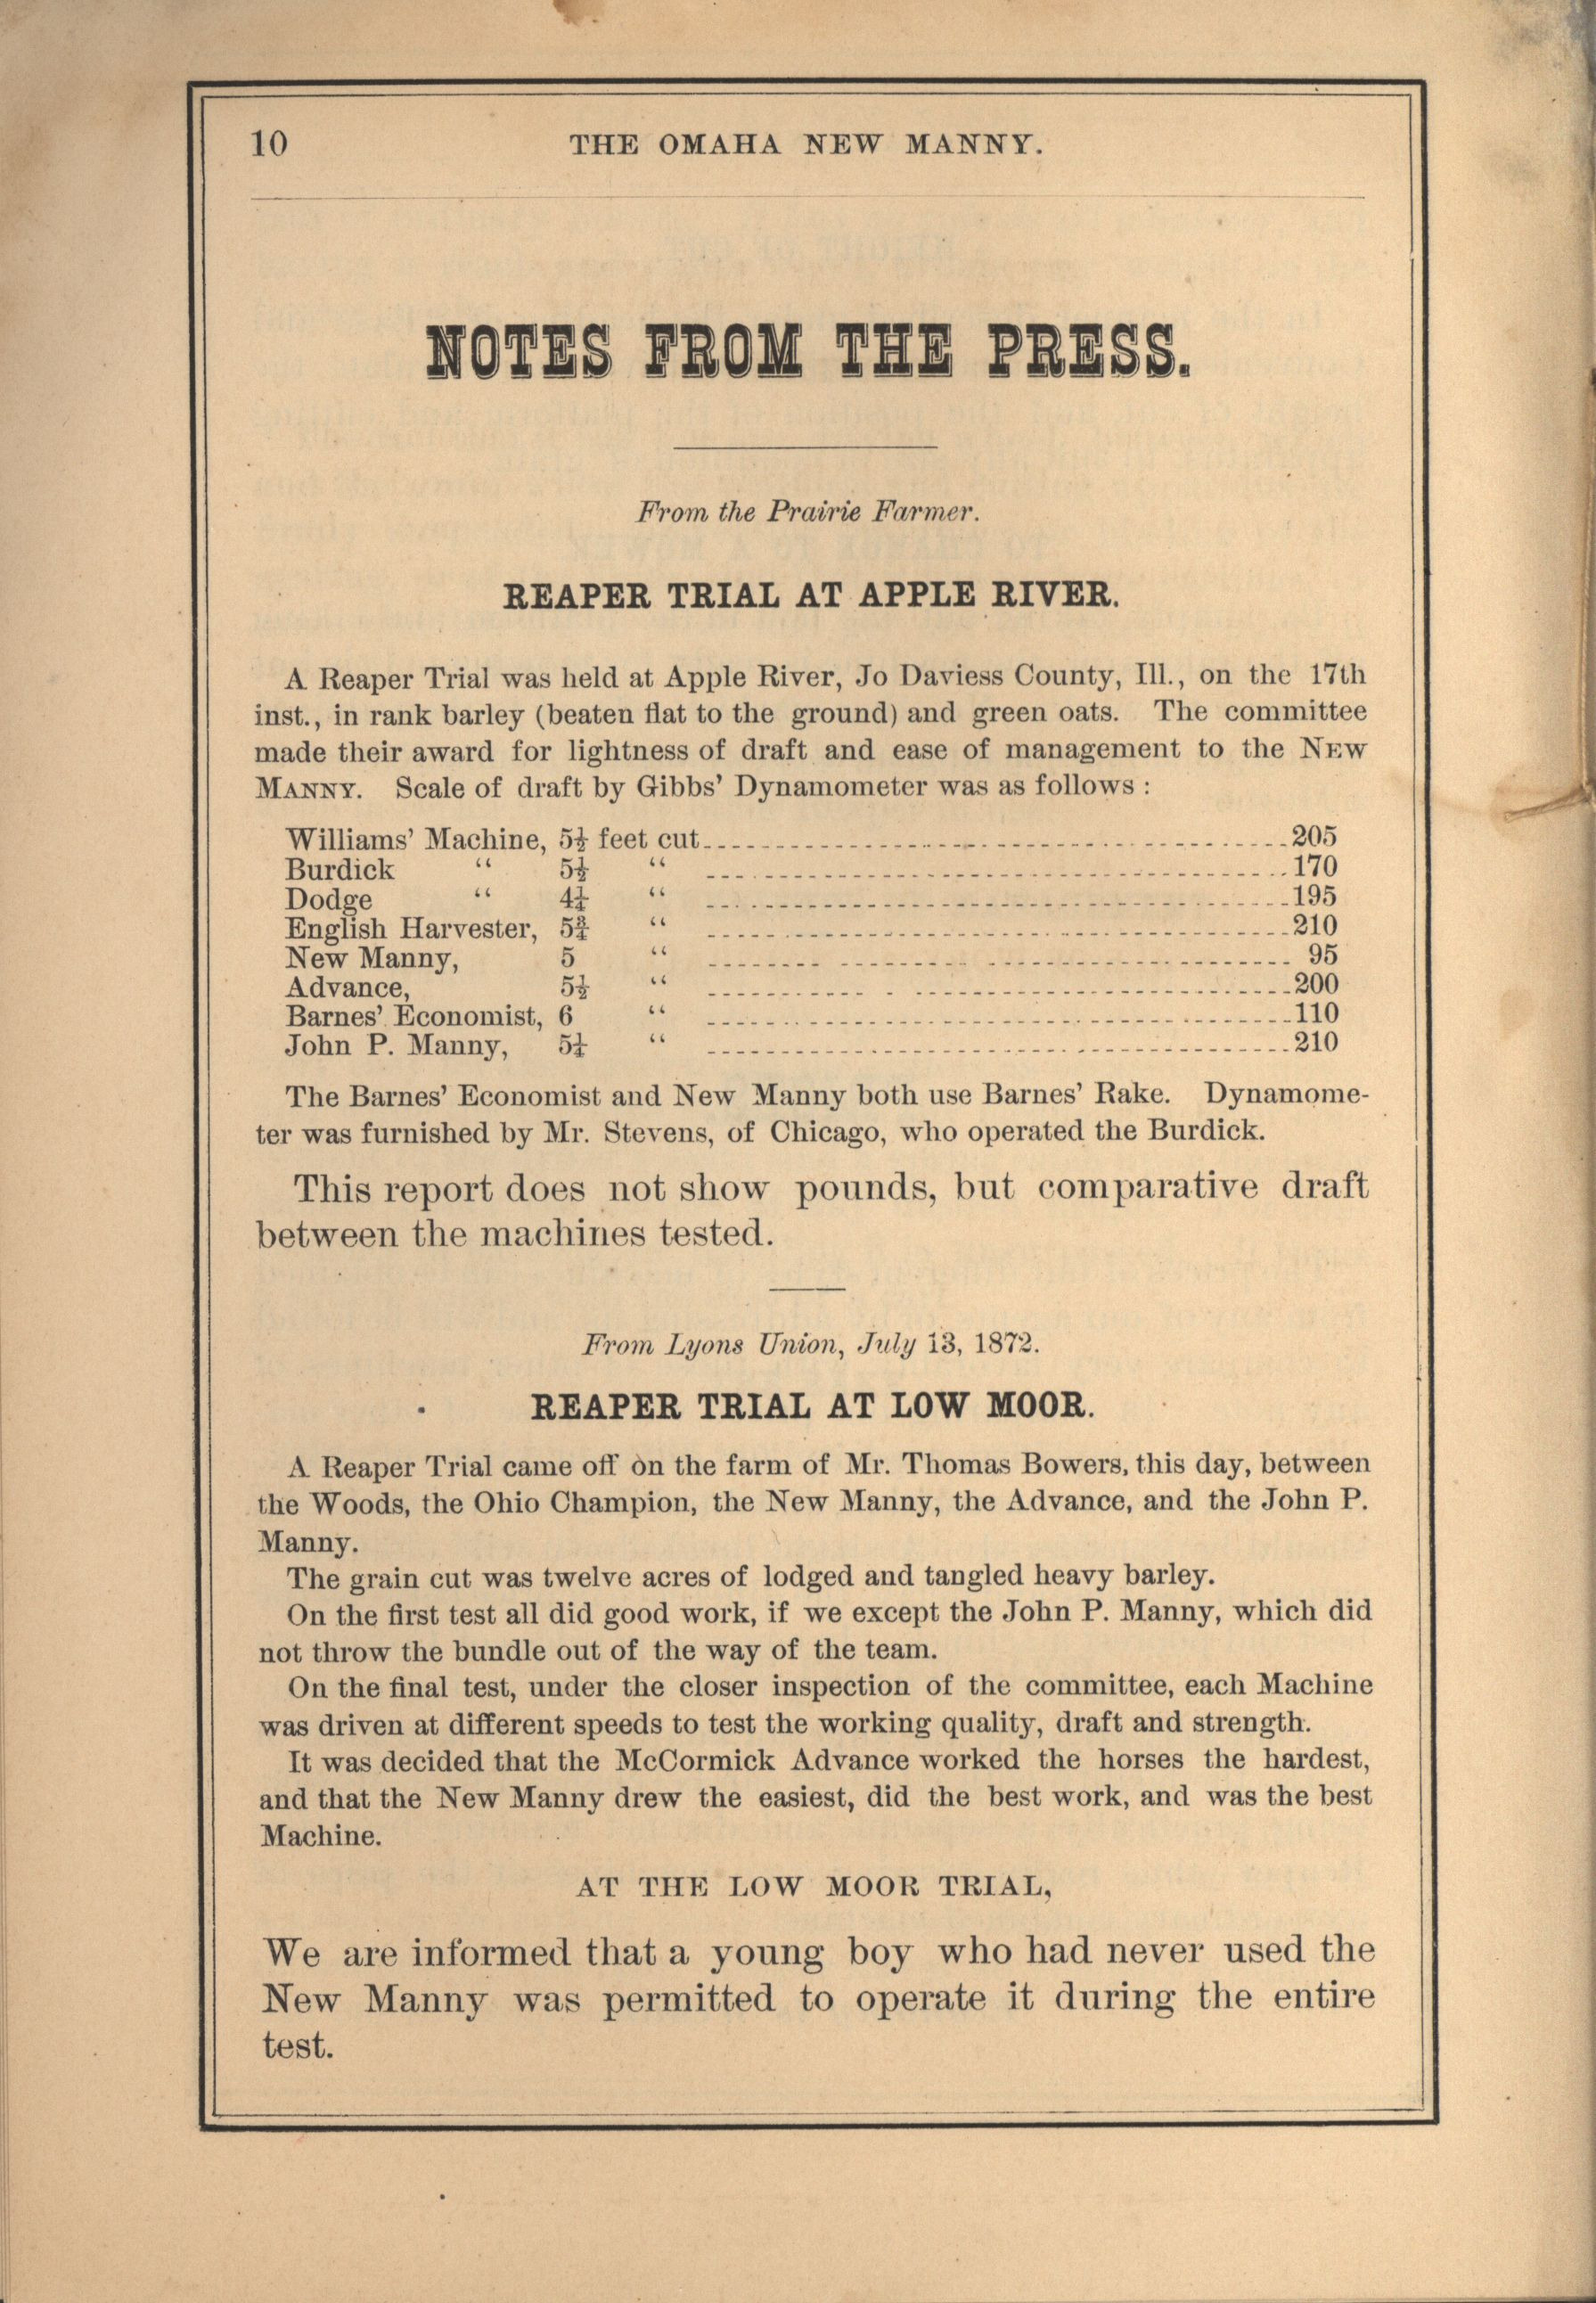 10 THE OMAHA NEW MANNY.
NOTES FROM THE PRESS.
From the Prairie Farmer.
REAPER TRIAL AT APPLE RIVER.
A Reaper Trial was held at Apple River, Jo Daviess County, Ill., on the 17th
inst., in rank barley (beaten flat to the ground) and green oats. The committee
made their award for lightness of draft and ease of management to the NEW
MANNY. Scale of draft by Gibbs' Dynamometer was as follows :
Williams' Machine, feet cut 205
Burdick “ “ 170
Dodge “ “ 195
English Harvester, 5¾ “ 210
New Manny, 5 “ 95
Advance, “ 200
Barnes' Economist, 6 “ 110
John P. Manny, “ 210
The Barnes' Economist and New Manny both use Barnes' Rake. Dynamome-
ter was furnished by Mr. Stevens, of Chicago, who operated the Burdick.
This report does not show pounds, but comparative draft
between the machines tested.
From Lyons Union, July 13, 1872.
REAPER TRIAL AT LOW MOOR.
A Reaper Trial came off on the farm of Mr. Thomas Bowers, this day, between
the Woods, the Ohio Champion, the New Manny, the Advance, and the John P.
Manny.
The grain cut was twelve acres of lodged and tangled heavy barley.
On the first test all did good work, if we except the John P. Manny, which did
not throw the bundle out of the way of the team.
On the final test, under the closer inspection of the committee, each Machine
was driven at different speeds to test the working quality, draft and strength.
It was decided that the McCormick Advance worked the horses the hardest,
and that the New Manny drew the easiest, did the best work, and was the best
Machine.
AT THE LOW MOOR TRIAL,
We are informed that a young boy who had never used the
New Manny was permitted to operate it during the entire
test.